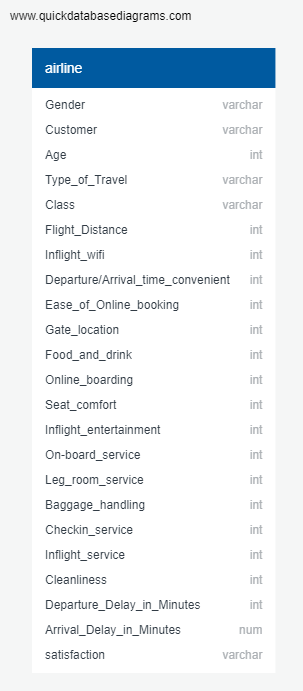 www.quickdatabasediagrams.com
airline
Gender varchar
Customer varchar
Age int
Type_of_Travel varchar
Class varchar
Flight_Distance int
Inflight_wifi int
Departure/Arrival_time_convenient int
Ease_of_Online_booking int
Gate_location int
Food_and_drink int
Online_boarding int
Seat_comfort int
Inflight_entertainment int
On-board_service int
Leg_room_service int
Baggage_handling int
Checkin_service int
Inflight_service int
Cleanliness int
Departure_Delay_in_Minutes int
Arrival_Delay_in_Minutes num
satisfaction varchar